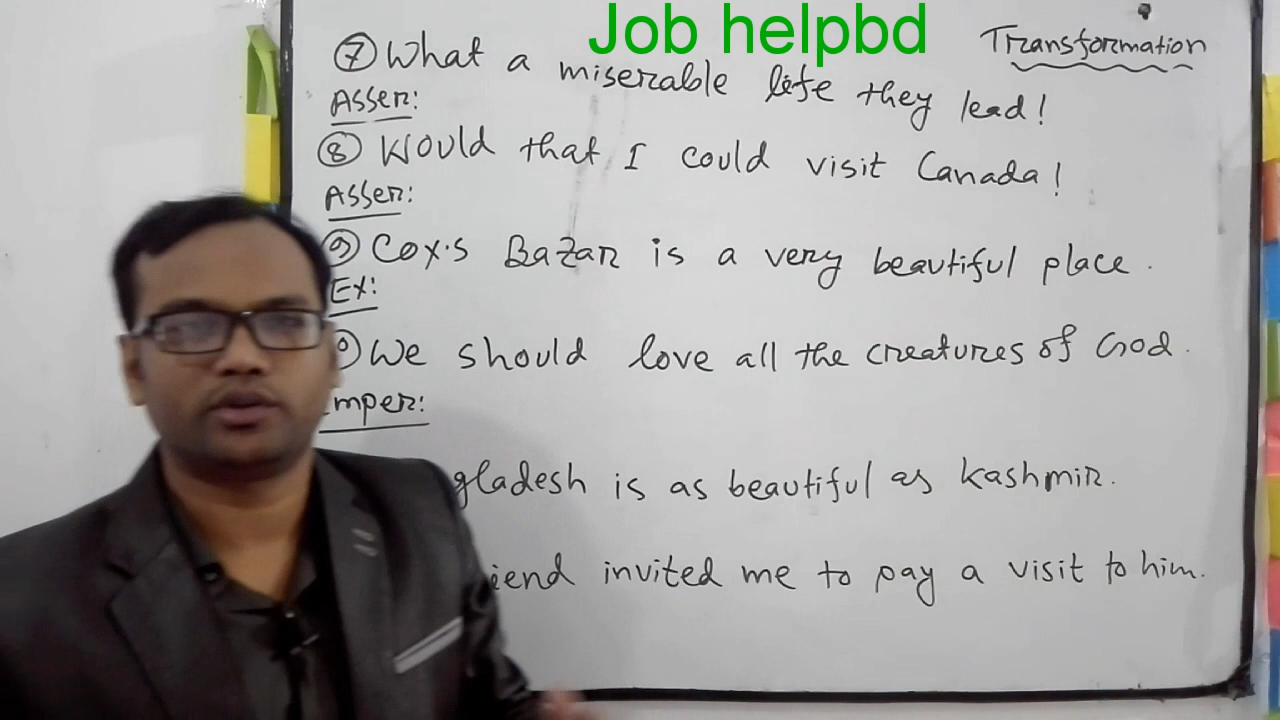 Job helpbd
Transformation
⑦ What a miserable life they lead!
Asser:
⑧ Would that I could visit Canada!
Asser:
⑨ Cox's Bazar is a very beautiful place.
Ex:
We should love all the creatures of God.
Imper:
gladesh is as beautiful as Kashmir.
iend invited me to pay a visit to him.